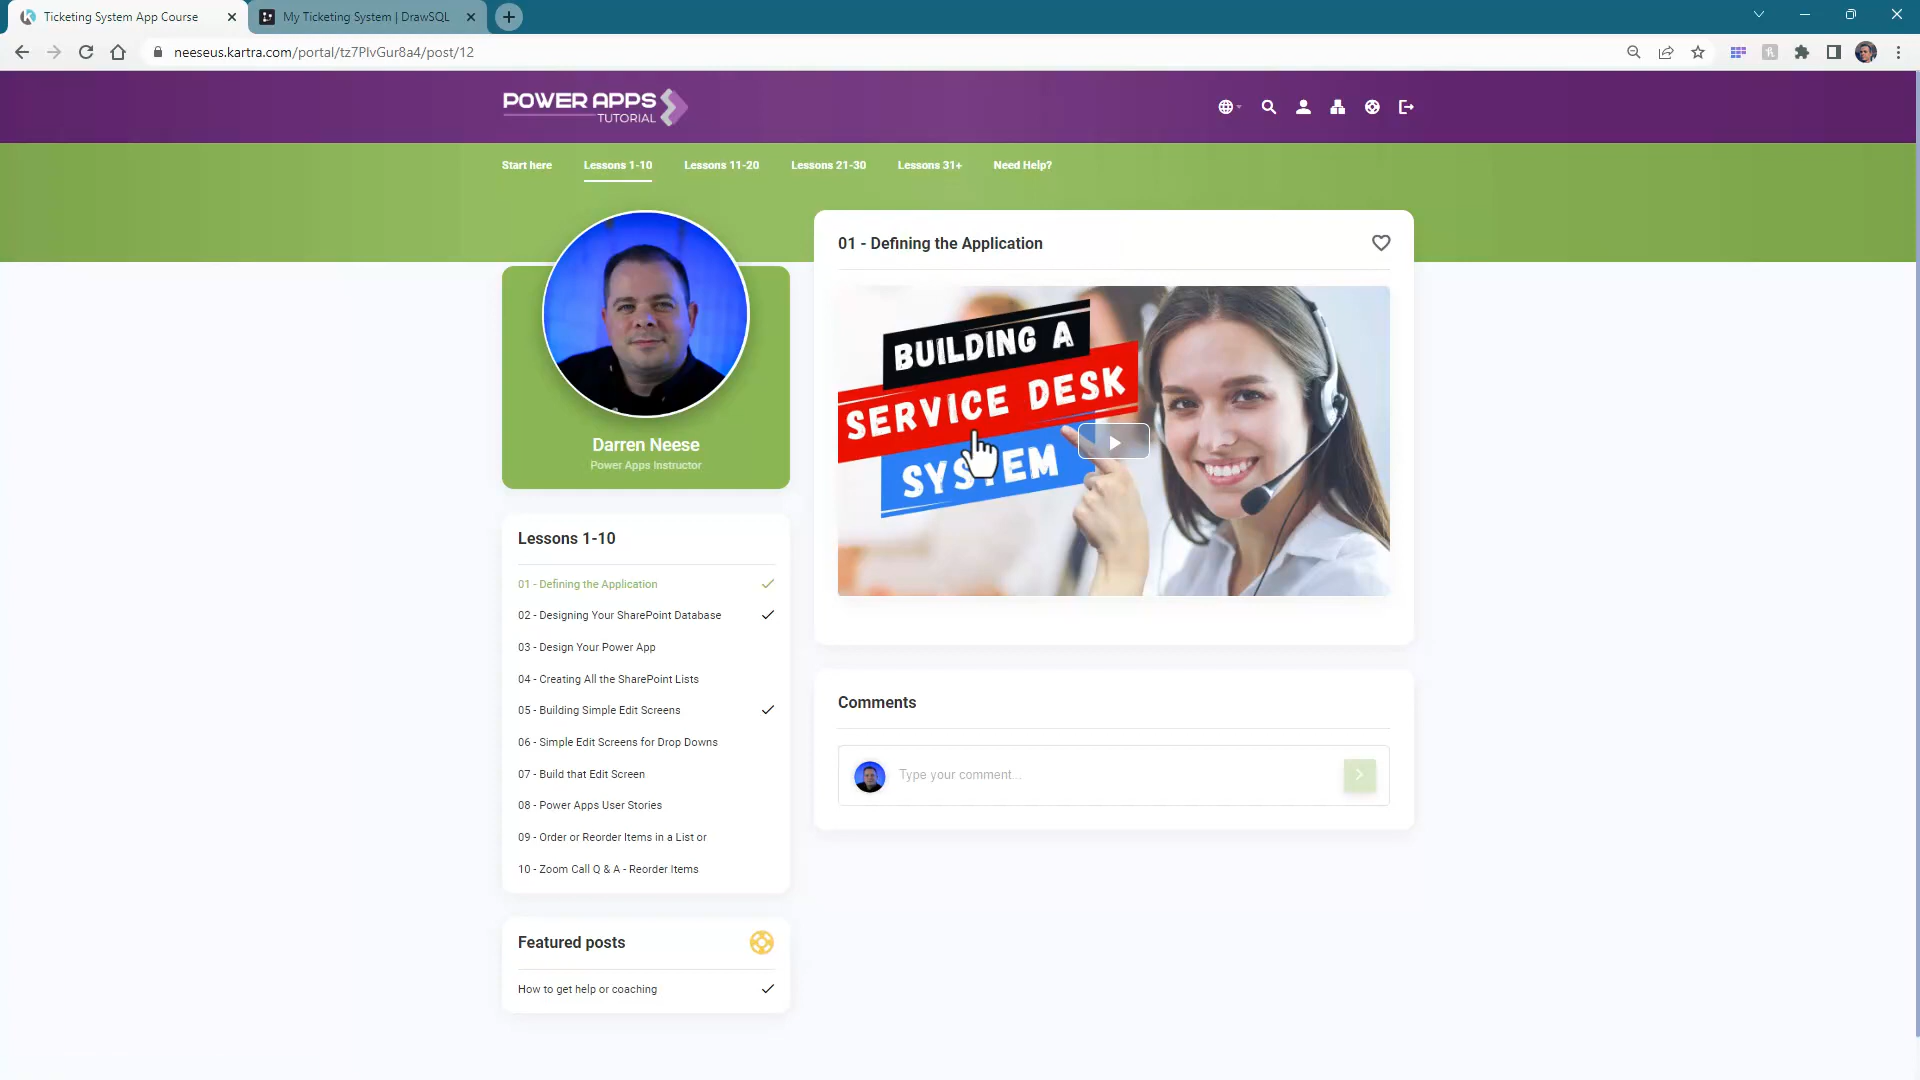 Ticketing System App Course
My Ticketing System | DrawSQL
neeseus.kartra.com/portal/tz7PlvGur8a4/post/12
POWER APPS
TUTORIAL
Start here
Lessons 1-10
Lessons 11-20
Lessons 21-30
Lessons 31+
Need Help?
Darren Neese
Power Apps Instructor
Lessons 1-10
01 - Defining the Application
02 - Designing Your SharePoint Database
03 - Design Your Power App
04 - Creating All the SharePoint Lists
05 - Building Simple Edit Screens
06 - Simple Edit Screens for Drop Downs
07 - Build that Edit Screen
08 - Power Apps User Stories
09 - Order or Reorder Items in a List or
10 - Zoom Call Q & A - Reorder Items
Featured posts
How to get help or coaching
01 - Defining the Application
BUILDING A
SERVICE DESK
SYSTEM
Comments
Type your comment...